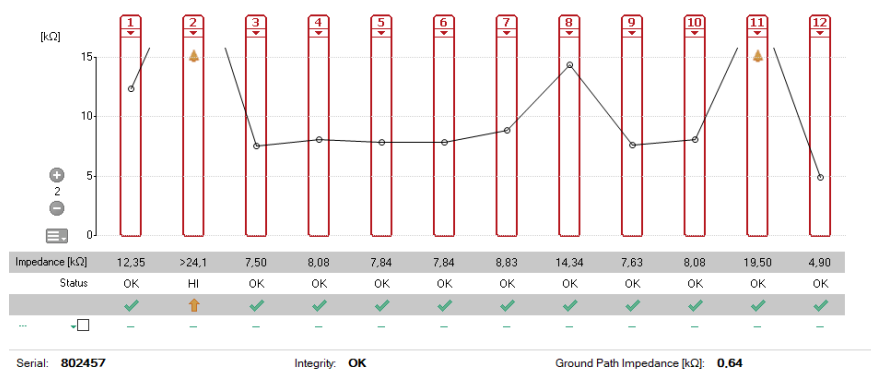 1 2 3 4 5 6 7 8 9 10 11 12
[kΩ]
15
10
5
2
0
Impedance [kΩ] 12,35 >24,1 7,50 8,08 7,84 7,84 8,83 14,34 7,63 8,08 19,50 4,90
Status OK HI OK OK OK OK OK OK OK OK OK OK
... – – – – – – – – – – – –
Serial: 802457 Integrity: OK Ground Path Impedance [kΩ]: 0,64